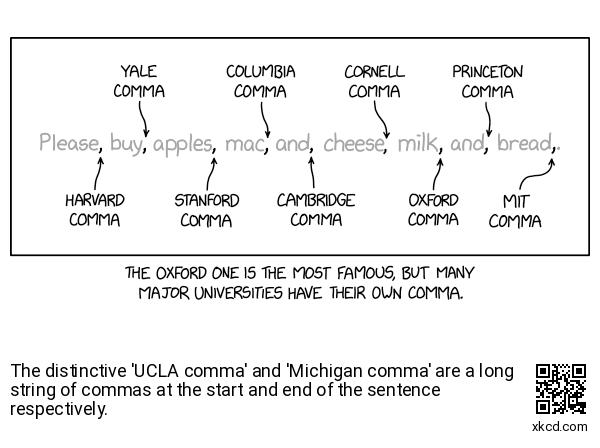 YALE COMMA
COLUMBIA COMMA
CORNELL COMMA
PRINCETON COMMA
Please, buy, apples, mac, and, cheese, milk, and, bread,.
HARVARD COMMA
STANFORD COMMA
CAMBRIDGE COMMA
OXFORD COMMA
MIT COMMA
THE OXFORD ONE IS THE MOST FAMOUS, BUT MANY
MAJOR UNIVERSITIES HAVE THEIR OWN COMMA.
The distinctive 'UCLA comma' and 'Michigan comma' are a long
string of commas at the start and end of the sentence
respectively.
xkcd.com